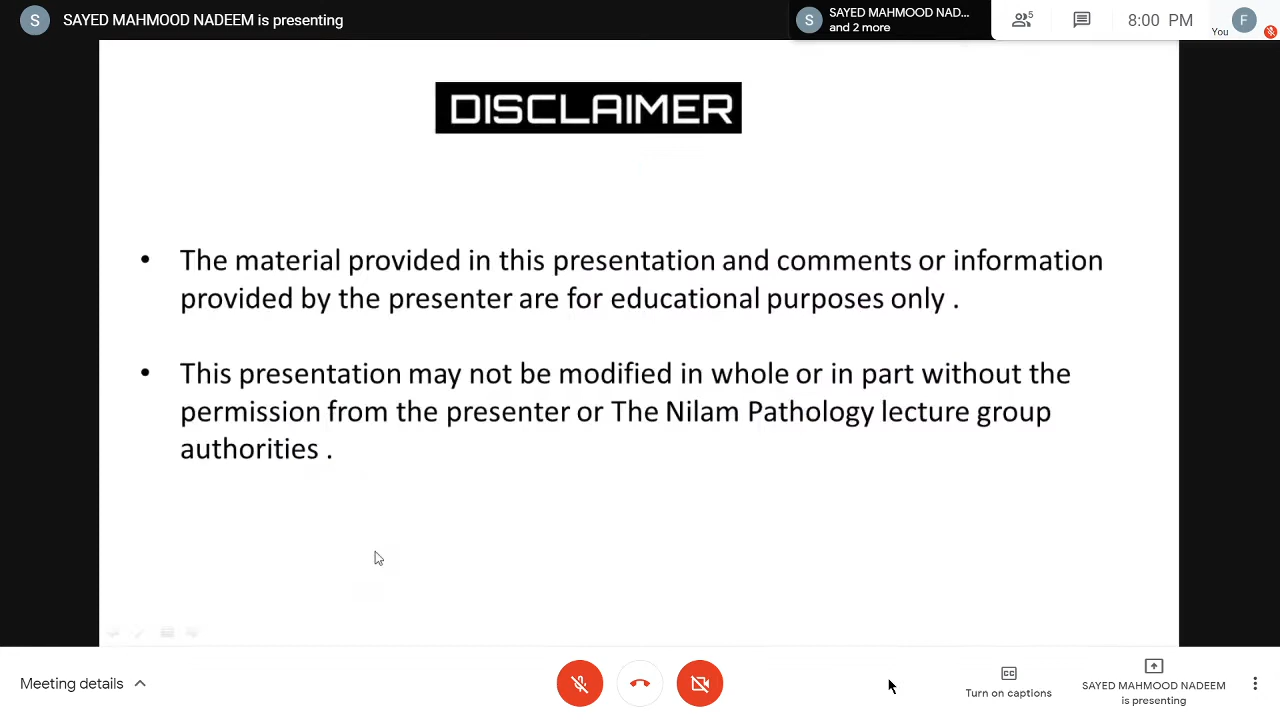 S SAYED MAHMOOD NADEEM is presenting
S SAYED MAHMOOD NAD...
and 2 more
5
8:00 PM
You
F
DISCLAIMER
• The material provided in this presentation and comments or information
provided by the presenter are for educational purposes only .
• This presentation may not be modified in whole or in part without the
permission from the presenter or The Nilam Pathology lecture group
authorities .
Meeting details
CC
Turn on captions
SAYED MAHMOOD NADEEM
is presenting